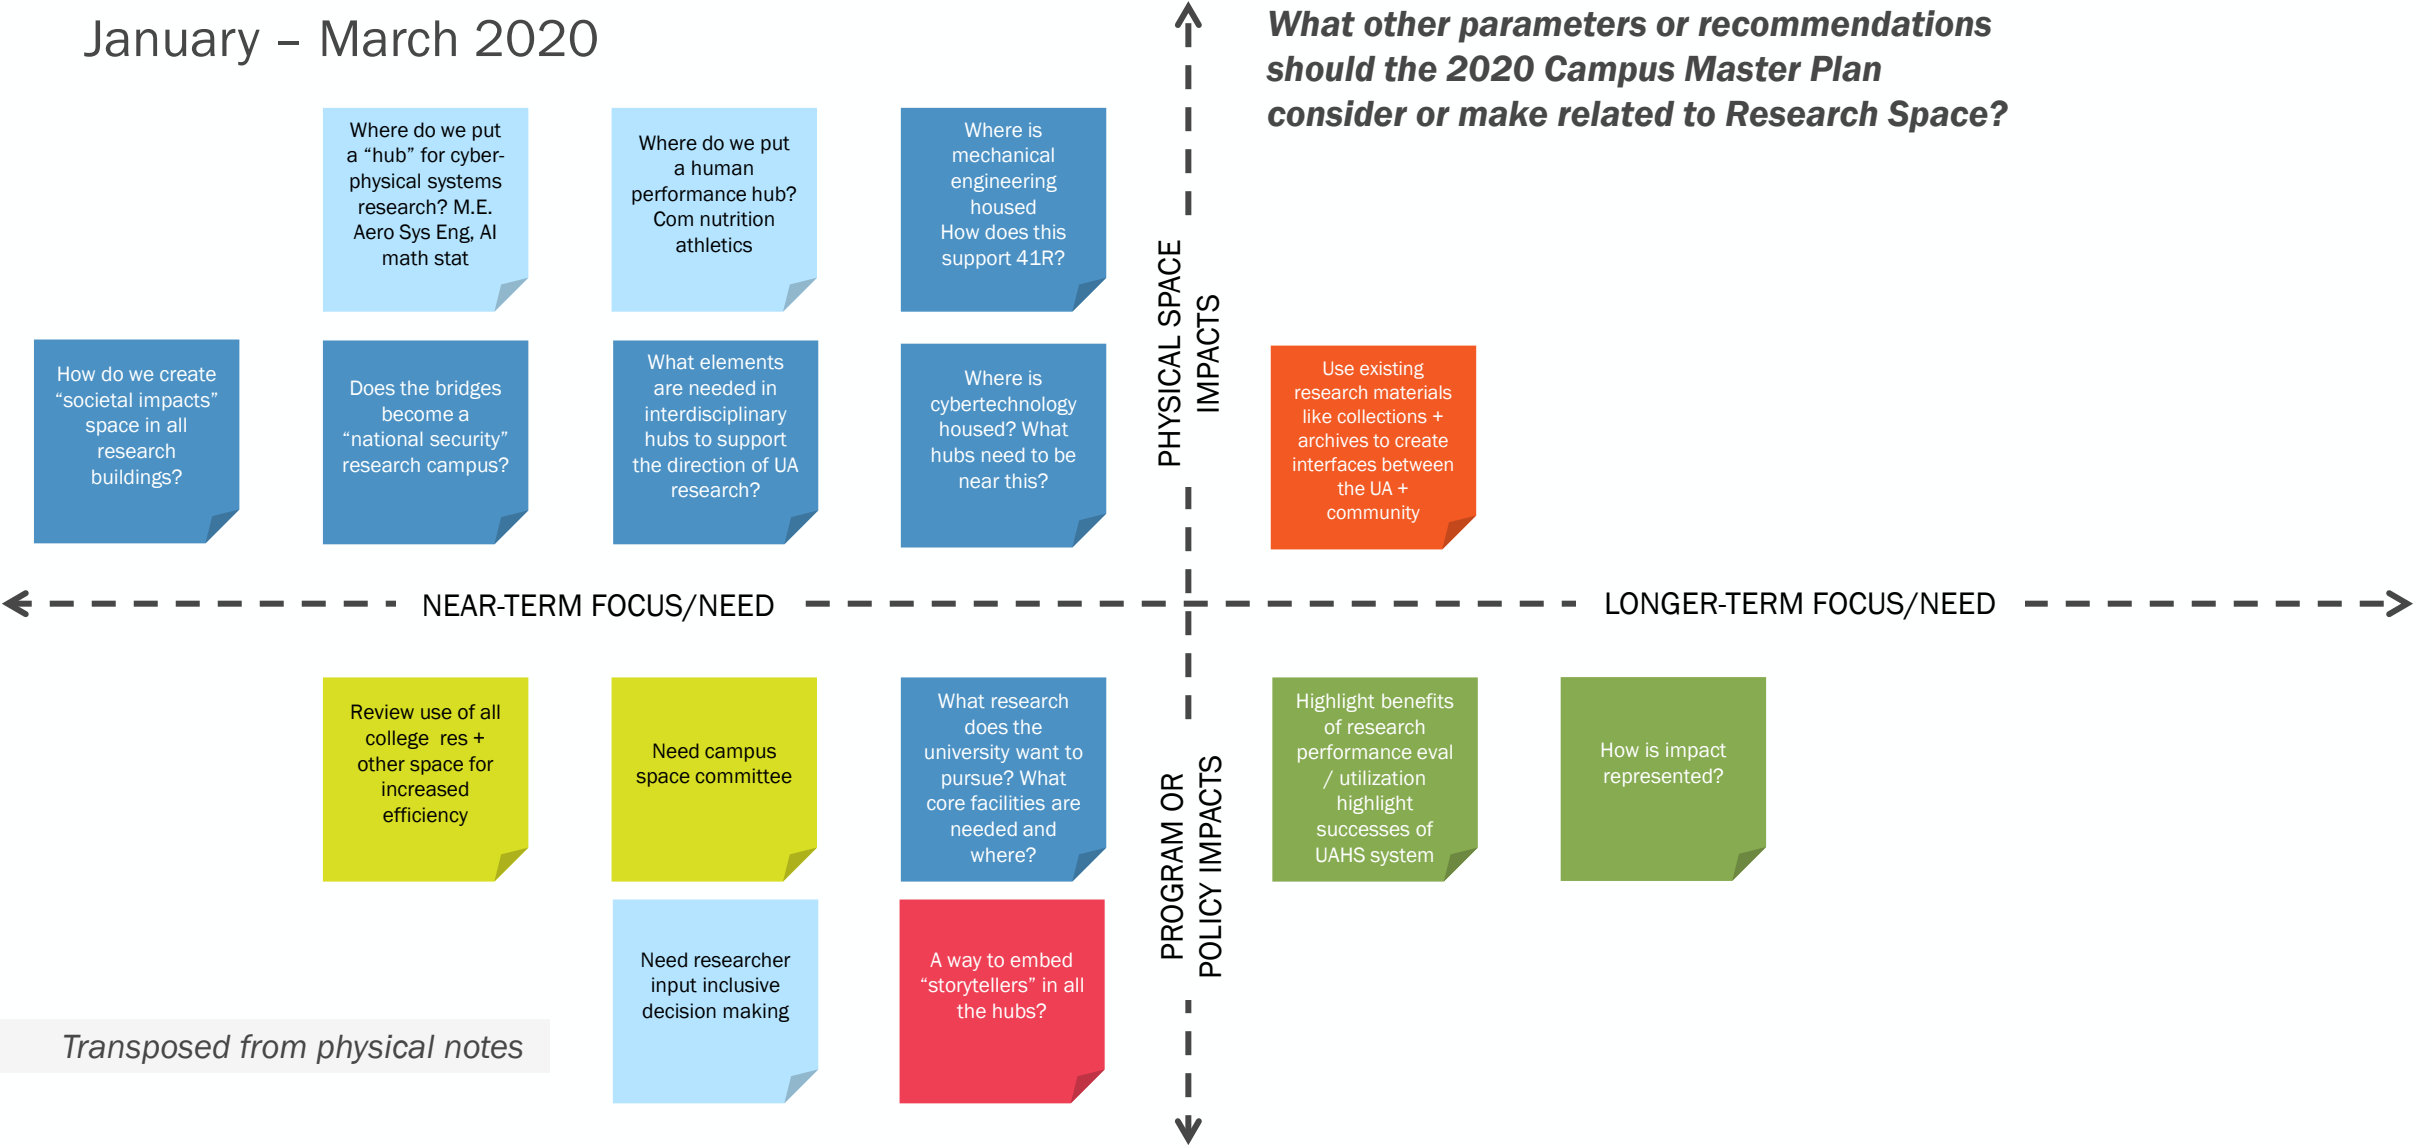 January – March 2020
What other parameters or recommendations
should the 2020 Campus Master Plan
consider or make related to Research Space?
Where do we put
a “hub” for cyber-
physical systems
research? M.E.
Aero Sys Eng, AI
math stat
Where do we put
a human
performance hub?
Com nutrition
athletics
Where is
mechanical
engineering
housed
How does this
support 41R?
How do we create
“societal impacts”
space in all
research
buildings?
Does the bridges
become a
“national security”
research campus?
What elements
are needed in
interdisciplinary
hubs to support
the direction of UA
research?
Where is
cybertechnology
housed? What
hubs need to be
near this?
PHYSICAL SPACE
IMPACTS
Use existing
research materials
like collections +
archives to create
interfaces between
the UA +
community
NEAR-TERM FOCUS/NEED
LONGER-TERM FOCUS/NEED
Review use of all
college res +
other space for
increased
efficiency
Need campus
space committee
What research
does the
university want to
pursue? What
core facilities are
needed and
where?
PROGRAM OR
POLICY IMPACTS
Highlight benefits
of research
performance eval
/ utilization
highlight
successes of
UAHS system
How is impact
represented?
Need researcher
input inclusive
decision making
A way to embed
“storytellers” in all
the hubs?
Transposed from physical notes